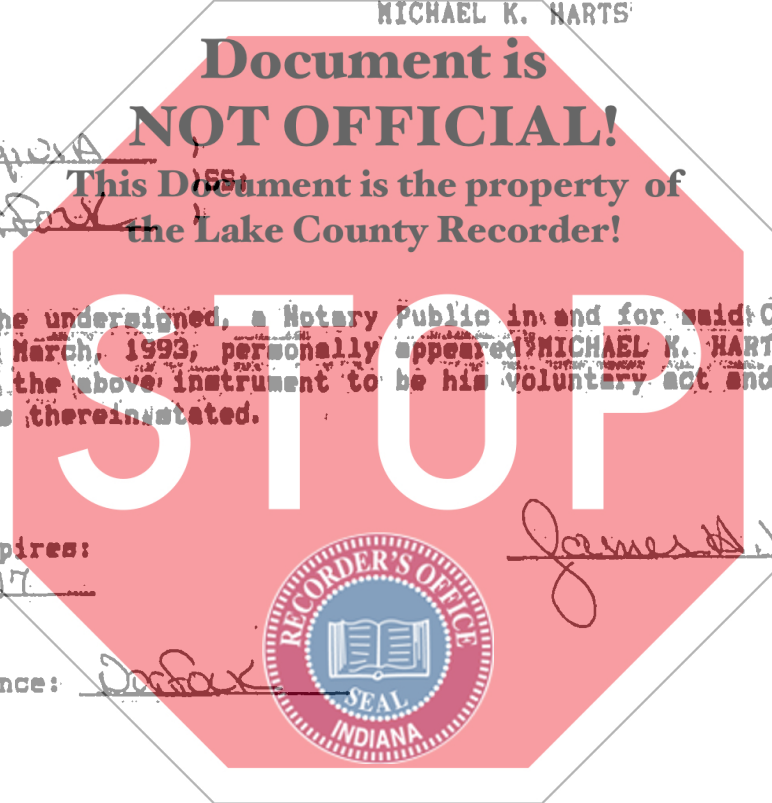 MICHAEL K. HARTS
Document is
NOT OFFICIAL!
This Document is the property of
the Lake County Recorder!
)
)SS:
)
STOP
he undersigned, a Notary Public in and for said C
March, 1993, personally appeared MICHAEL K. HART
the above instrument to be his voluntary act and
therein stated.
pires:
James
nce:
RECORDER'S OFFICE
SEAL
INDIANA